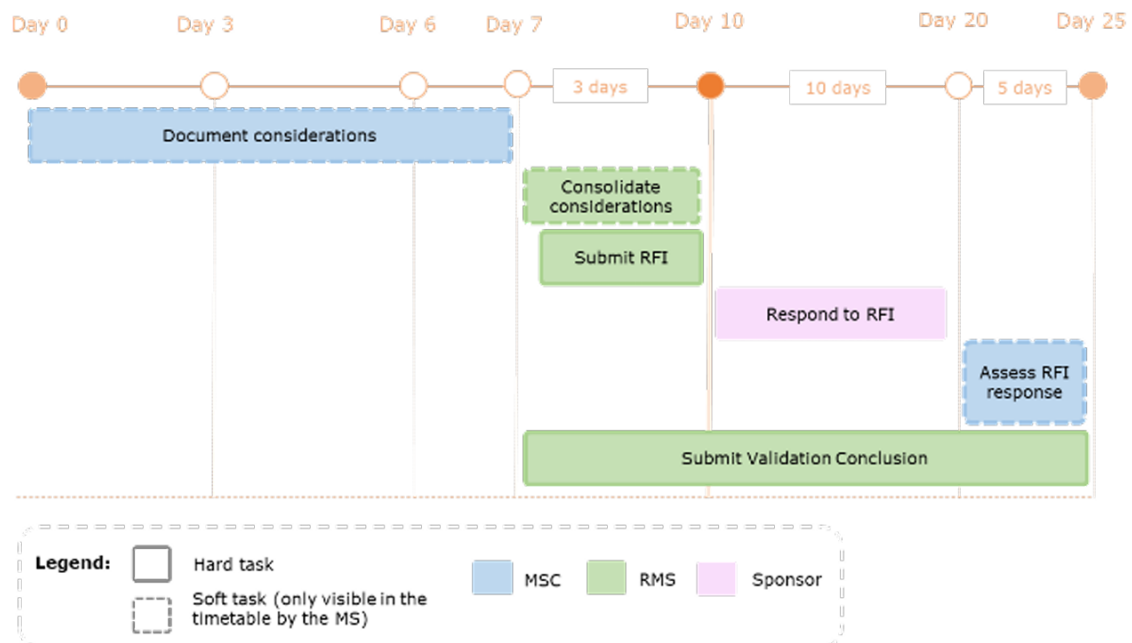 Day 0
Day 3
Day 6
Day 7
Day 10
Day 20
Day 25
3 days
10 days
5 days
Document considerations
Consolidate
considerations
Submit RFI
Respond to RFI
Assess RFI
response
Submit Validation Conclusion
Legend:
Hard task
Soft task (only visible in the
timetable by the MS)
MSC
RMS
Sponsor